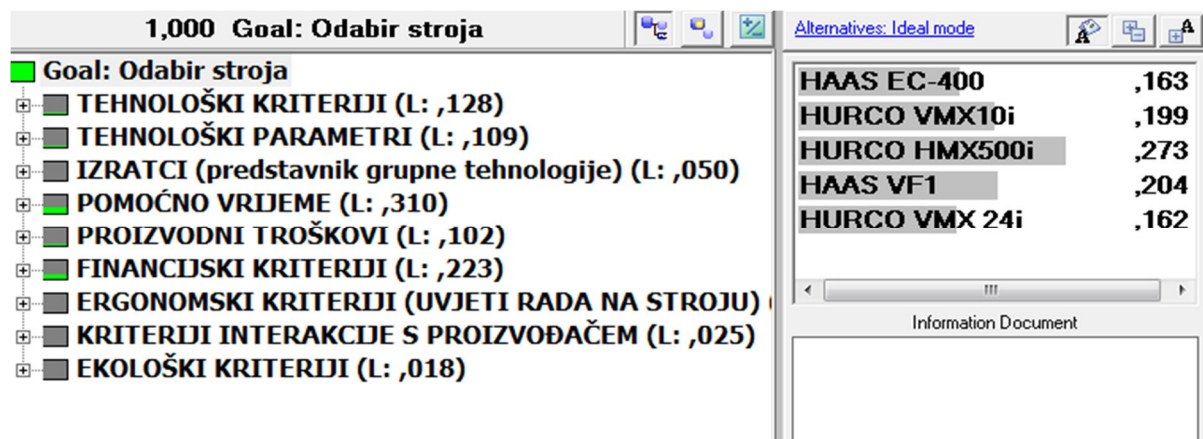 1,000 Goal: Odabir stroja
Goal: Odabir stroja
TEHNOLOŠKI KRITERIJI (L: ,128)
TEHNOLOŠKI PARAMETRI (L: ,109)
IZRATCI (predstavnik grupne tehnologije) (L: ,050)
POMOĆNO VRIJEME (L: ,310)
PROIZVODNI TROŠKOVI (L: ,102)
FINANCIJSKI KRITERIJI (L: ,223)
ERGONOMSKI KRITERIJI (UVJETI RADA NA STROJU) (
KRITERIJI INTERAKCIJE S PROIZVOĐAČEM (L: ,025)
EKOLOŠKI KRITERIJI (L: ,018)
Alternatives: Ideal mode
HAAS EC-400 ,163
HURCO VMX10i ,199
HURCO HMX500i ,273
HAAS VF1 ,204
HURCO VMX 24i ,162
Information Document